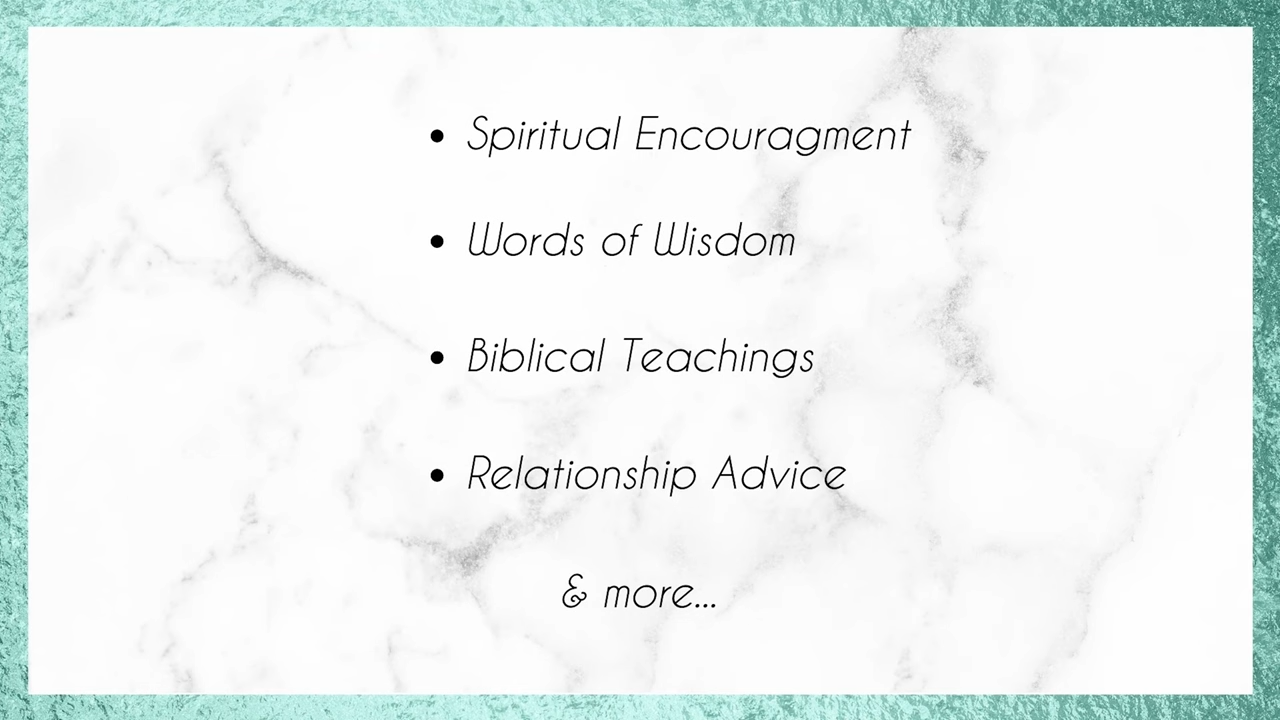 • Spiritual Encouragment
• Words of Wisdom
• Biblical Teachings
• Relationship Advice
& more...